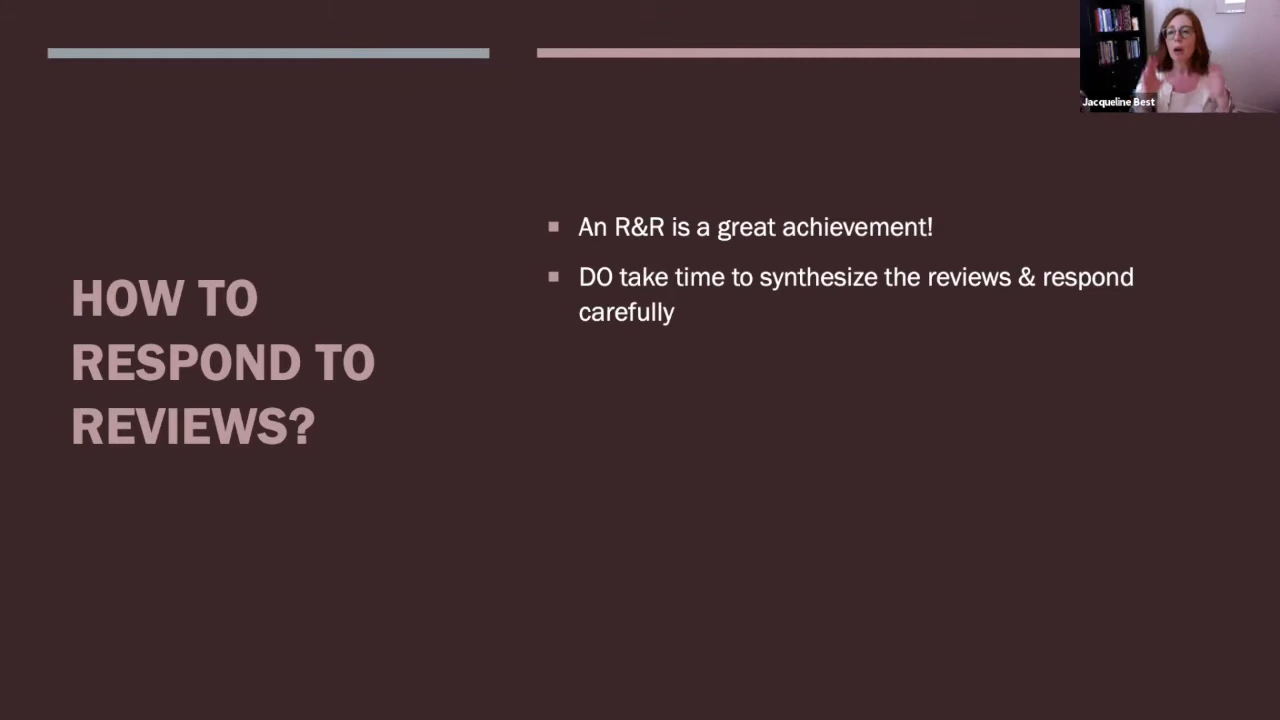 Jacqueline Best
HOW TO
RESPOND TO
REVIEWS?
An R&R is a great achievement!
DO take time to synthesize the reviews & respond
carefully